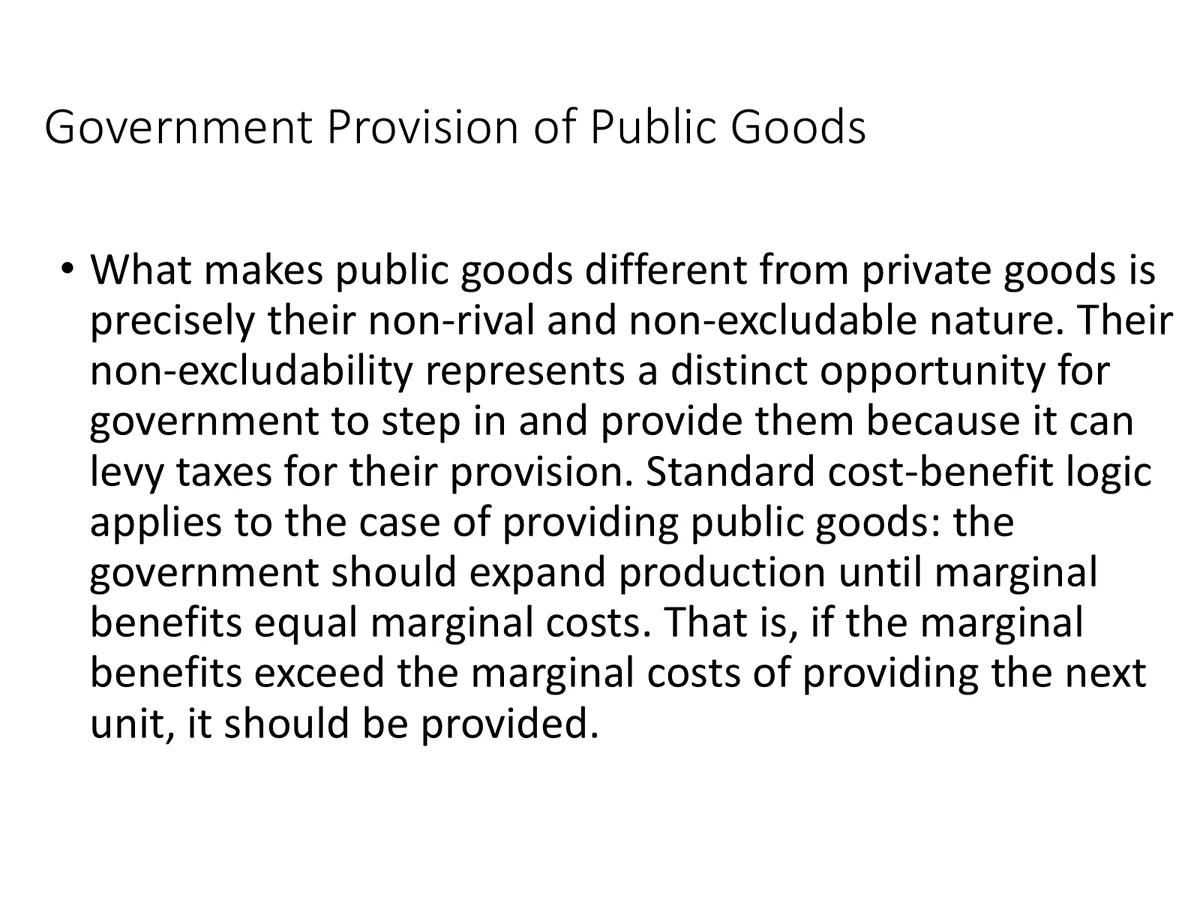 Government Provision of Public Goods
• What makes public goods different from private goods is
precisely their non-rival and non-excludable nature. Their
non-excludability represents a distinct opportunity for
government to step in and provide them because it can
levy taxes for their provision. Standard cost-benefit logic
applies to the case of providing public goods: the
government should expand production until marginal
benefits equal marginal costs. That is, if the marginal
benefits exceed the marginal costs of providing the next
unit, it should be provided.